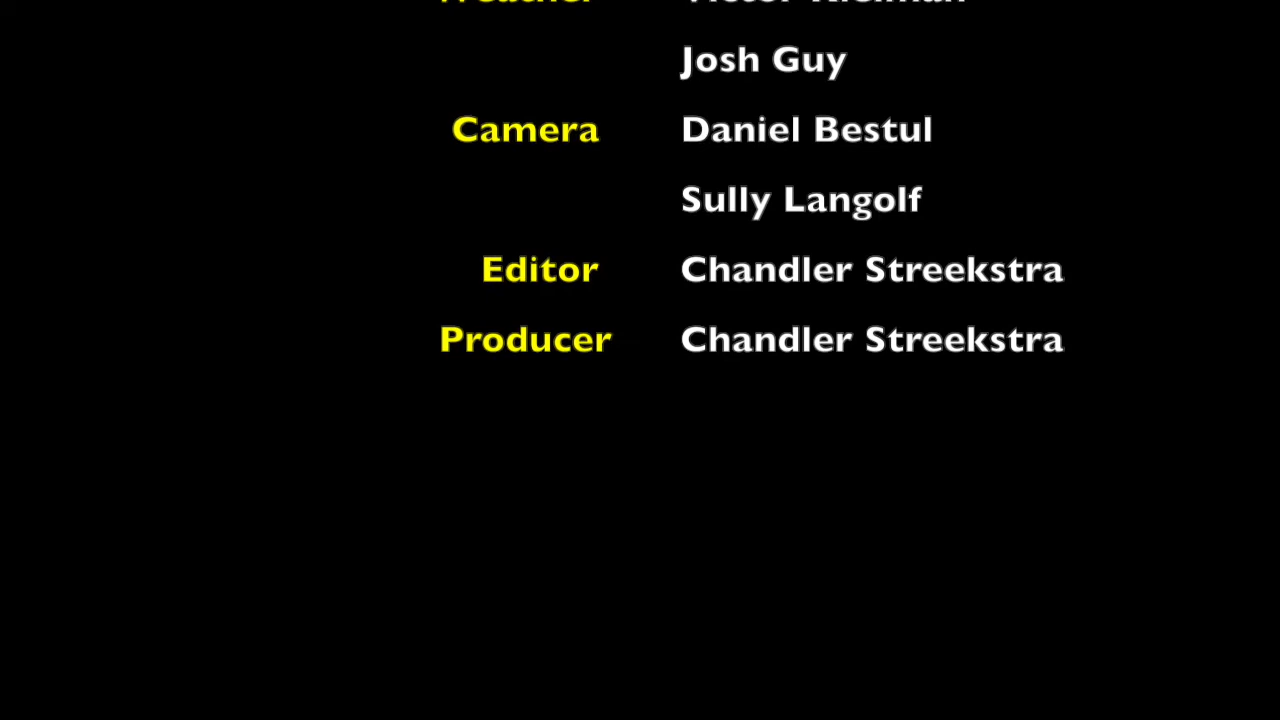 Josh Guy
Camera Daniel Bestul
Sully Langolf
Editor Chandler Streekstra
Producer Chandler Streekstra